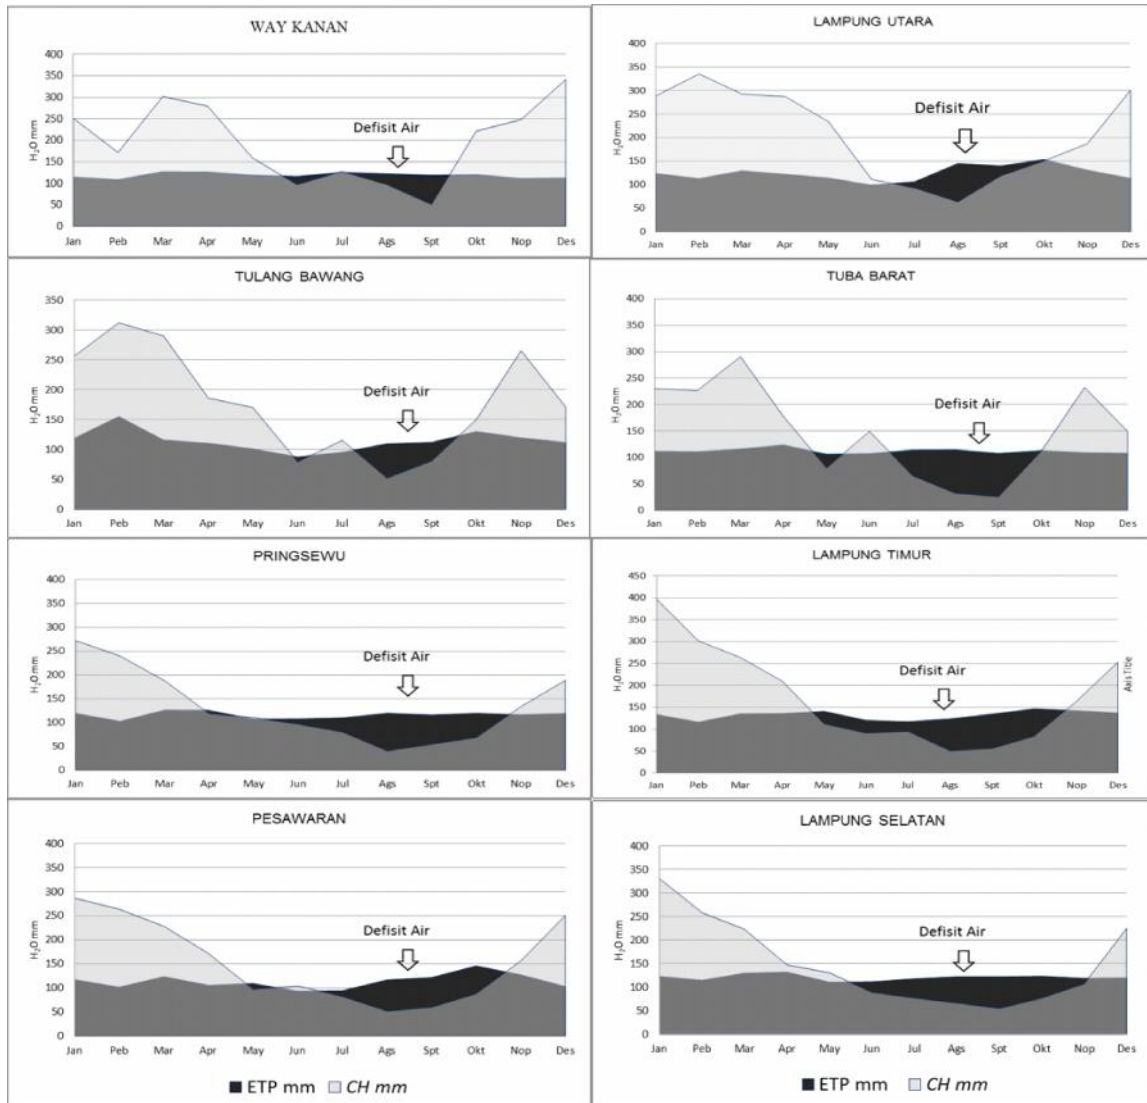 WAY KANAN
400
350
300
250
200
150
100
50
0
H₂O mm
Defisit Air
Jan Peb Mar Apr May Jun Jul Ags Spt Okt Nop Des
LAMPUNG UTARA
400
350
300
250
200
150
100
50
0
H₂O mm
Defisit Air
Jan Peb Mar Apr May Jun Jul Ags Spt Okt Nop Des
TULANG BAWANG
350
300
250
200
150
100
50
0
H₂O mm
Defisit Air
Jan Peb Mar Apr May Jun Jul Ags Spt Okt Nop Des
TUBA BARAT
400
350
300
250
200
150
100
50
0
H₂O mm
Defisit Air
Jan Peb Mar Apr May Jun Jul Ags Spt Okt Nop Des
PRINGSEWU
400
350
300
250
200
150
100
50
0
H₂O mm
Defisit Air
Jan Peb Mar Apr May Jun Jul Ags Spt Okt Nop Des
LAMPUNG TIMUR
450
400
350
300
250
200
150
100
50
0
H₂O mm
Defisit Air
Axis Title
Jan Peb Mar Apr May Jun Jul Ags Spt Okt Nop Des
PESAWARAN
400
350
300
250
200
150
100
50
0
H₂O mm
Defisit Air
Jan Peb Mar Apr May Jun Jul Ags Spt Okt Nop Des
ETP mm CH mm
LAMPUNG SELATAN
400
350
300
250
200
150
100
50
0
H₂O mm
Defisit Air
Jan Peb Mar Apr May Jun Jul Ags Spt Okt Nop Des
ETP mm CH mm